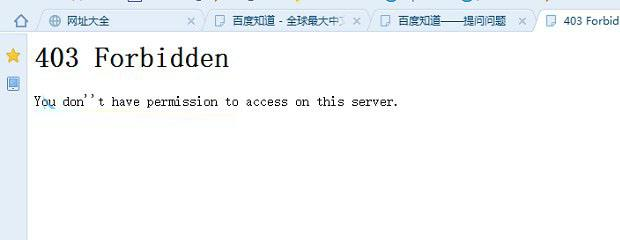 网址大全
百度知道 - 全球最大中
百度知道——提问问题
403 Forbid
403 Forbidden
You don''t have permission to access on this server.